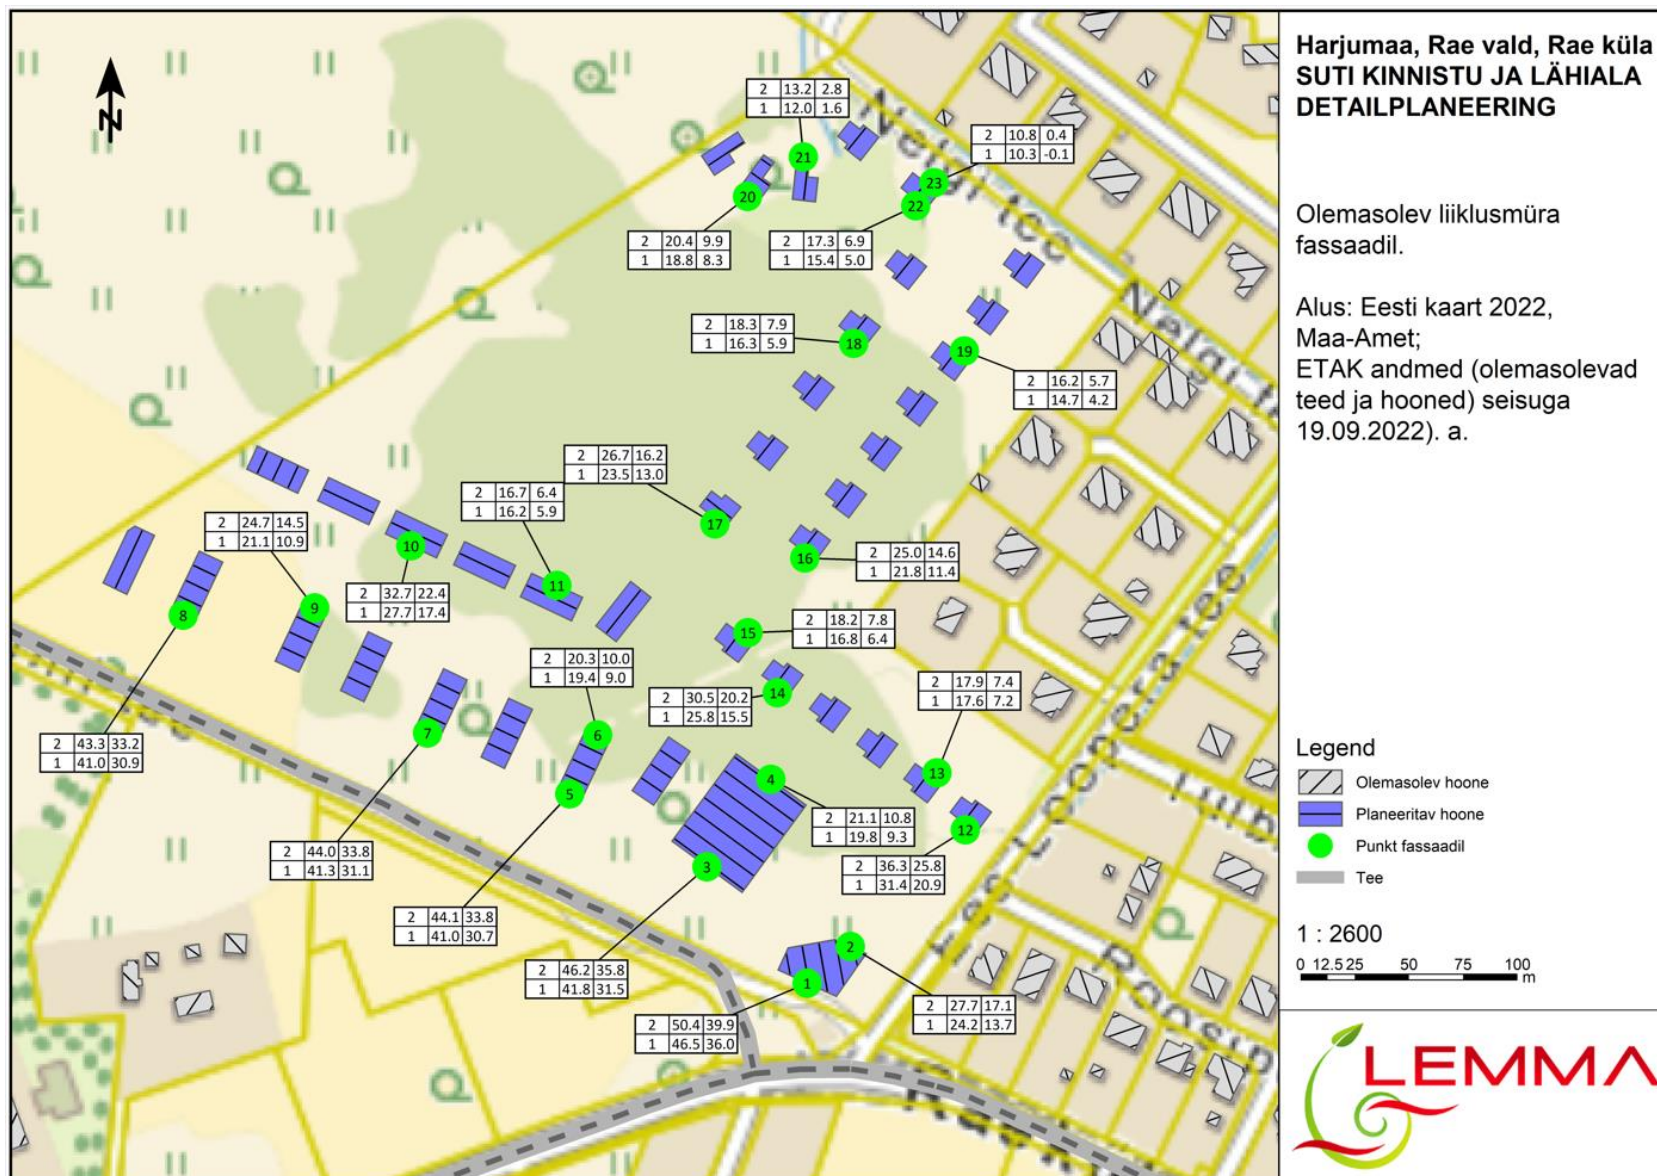 Harjumaa, Rae vald, Rae küla
SUTI KINNISTU JA LÄHIALA
DETAILPLANEERING
Olemasolev liiklusmüra
fassaadil.
Alus: Eesti kaart 2022,
Maa-Amet;
ETAK andmed (olemasolevad
teed ja hooned) seisuga
19.09.2022). a.
Legend
Olemasolev hoone
Planeeritav hoone
Punkt fassaadil
Tee
1 : 2600
0 12.5 25 50 75 100
m
LEMMA
N
2 13.2 2.8
1 12.0 1.6
21
2 10.8 0.4
1 10.3 -0.1
23
20
22
2 20.4 9.9
1 18.8 8.3
2 17.3 6.9
1 15.4 5.0
Nelgi tee
2 18.3 7.9
1 16.3 5.9
18
19
2 16.2 5.7
1 14.7 4.2
2 26.7 16.2
1 23.5 13.0
2 16.7 6.4
1 16.2 5.9
17
2 24.7 14.5
1 21.1 10.9
10
16
2 25.0 14.6
1 21.8 11.4
11
2 32.7 22.4
1 27.7 17.4
9
8
15
2 18.2 7.8
1 16.8 6.4
2 20.3 10.0
1 19.4 9.0
14
2 30.5 20.2
1 25.8 15.5
2 17.9 7.4
1 17.6 7.2
7
6
2 43.3 33.2
1 41.0 30.9
13
4
5
2 21.1 10.8
1 19.8 9.3
12
2 44.0 33.8
1 41.3 31.1
3
2 36.3 25.8
1 31.4 20.9
2 44.1 33.8
1 41.0 30.7
2
2 46.2 35.8
1 41.8 31.5
1
2 27.7 17.1
1 24.2 13.7
2 50.4 39.9
1 46.5 36.0